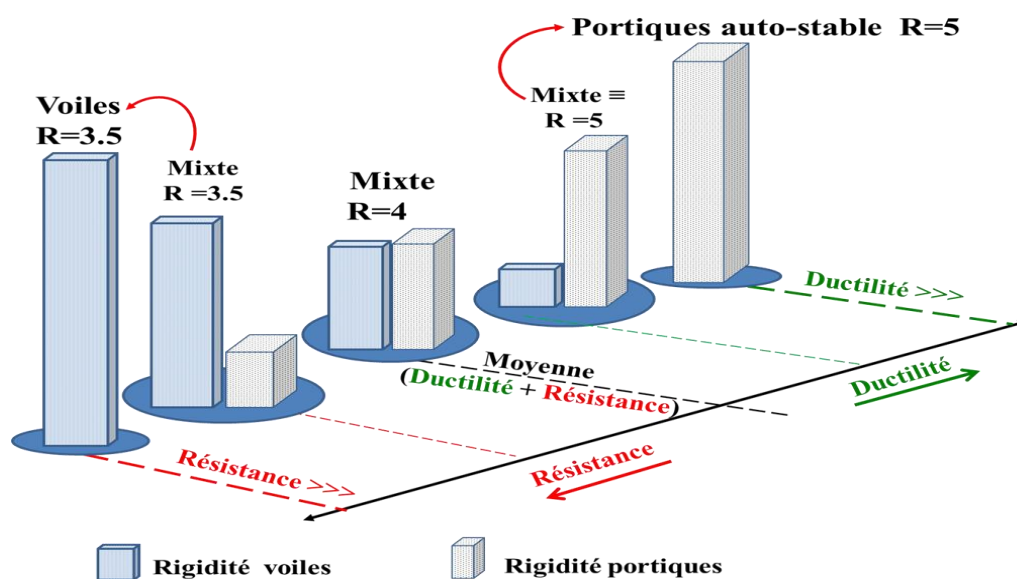 Portiques auto-stable  R=5
Voiles
R=3.5
Mixte
R =3.5
Mixte
R=4
Mixte ≡
R =5
Ductilité >>>
Ductilité
Moyenne
(Ductilité + Résistance)
Résistance
Résistance >>>
Rigidité  voiles
Rigidité portiques